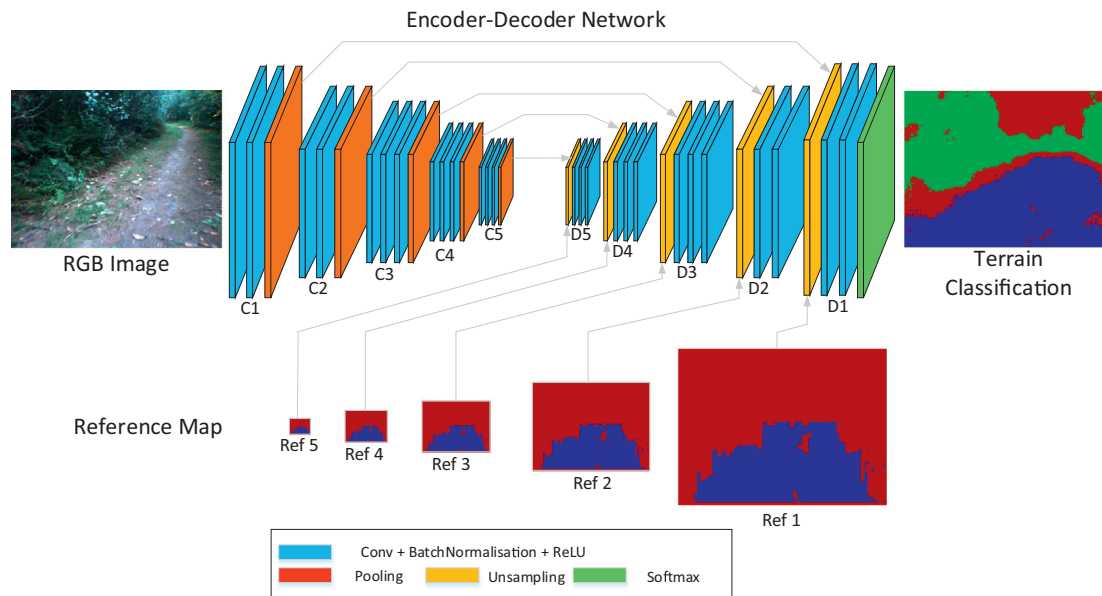 Encoder-Decoder Network
RGB Image
C1
C2
C3
C4
C5
D5
D4
D3
D2
D1
Terrain
Classification
Reference Map
Ref 5
Ref 4
Ref 3
Ref 2
Ref 1
Conv + BatchNormalisation + ReLU
Pooling
Unsampling
Softmax